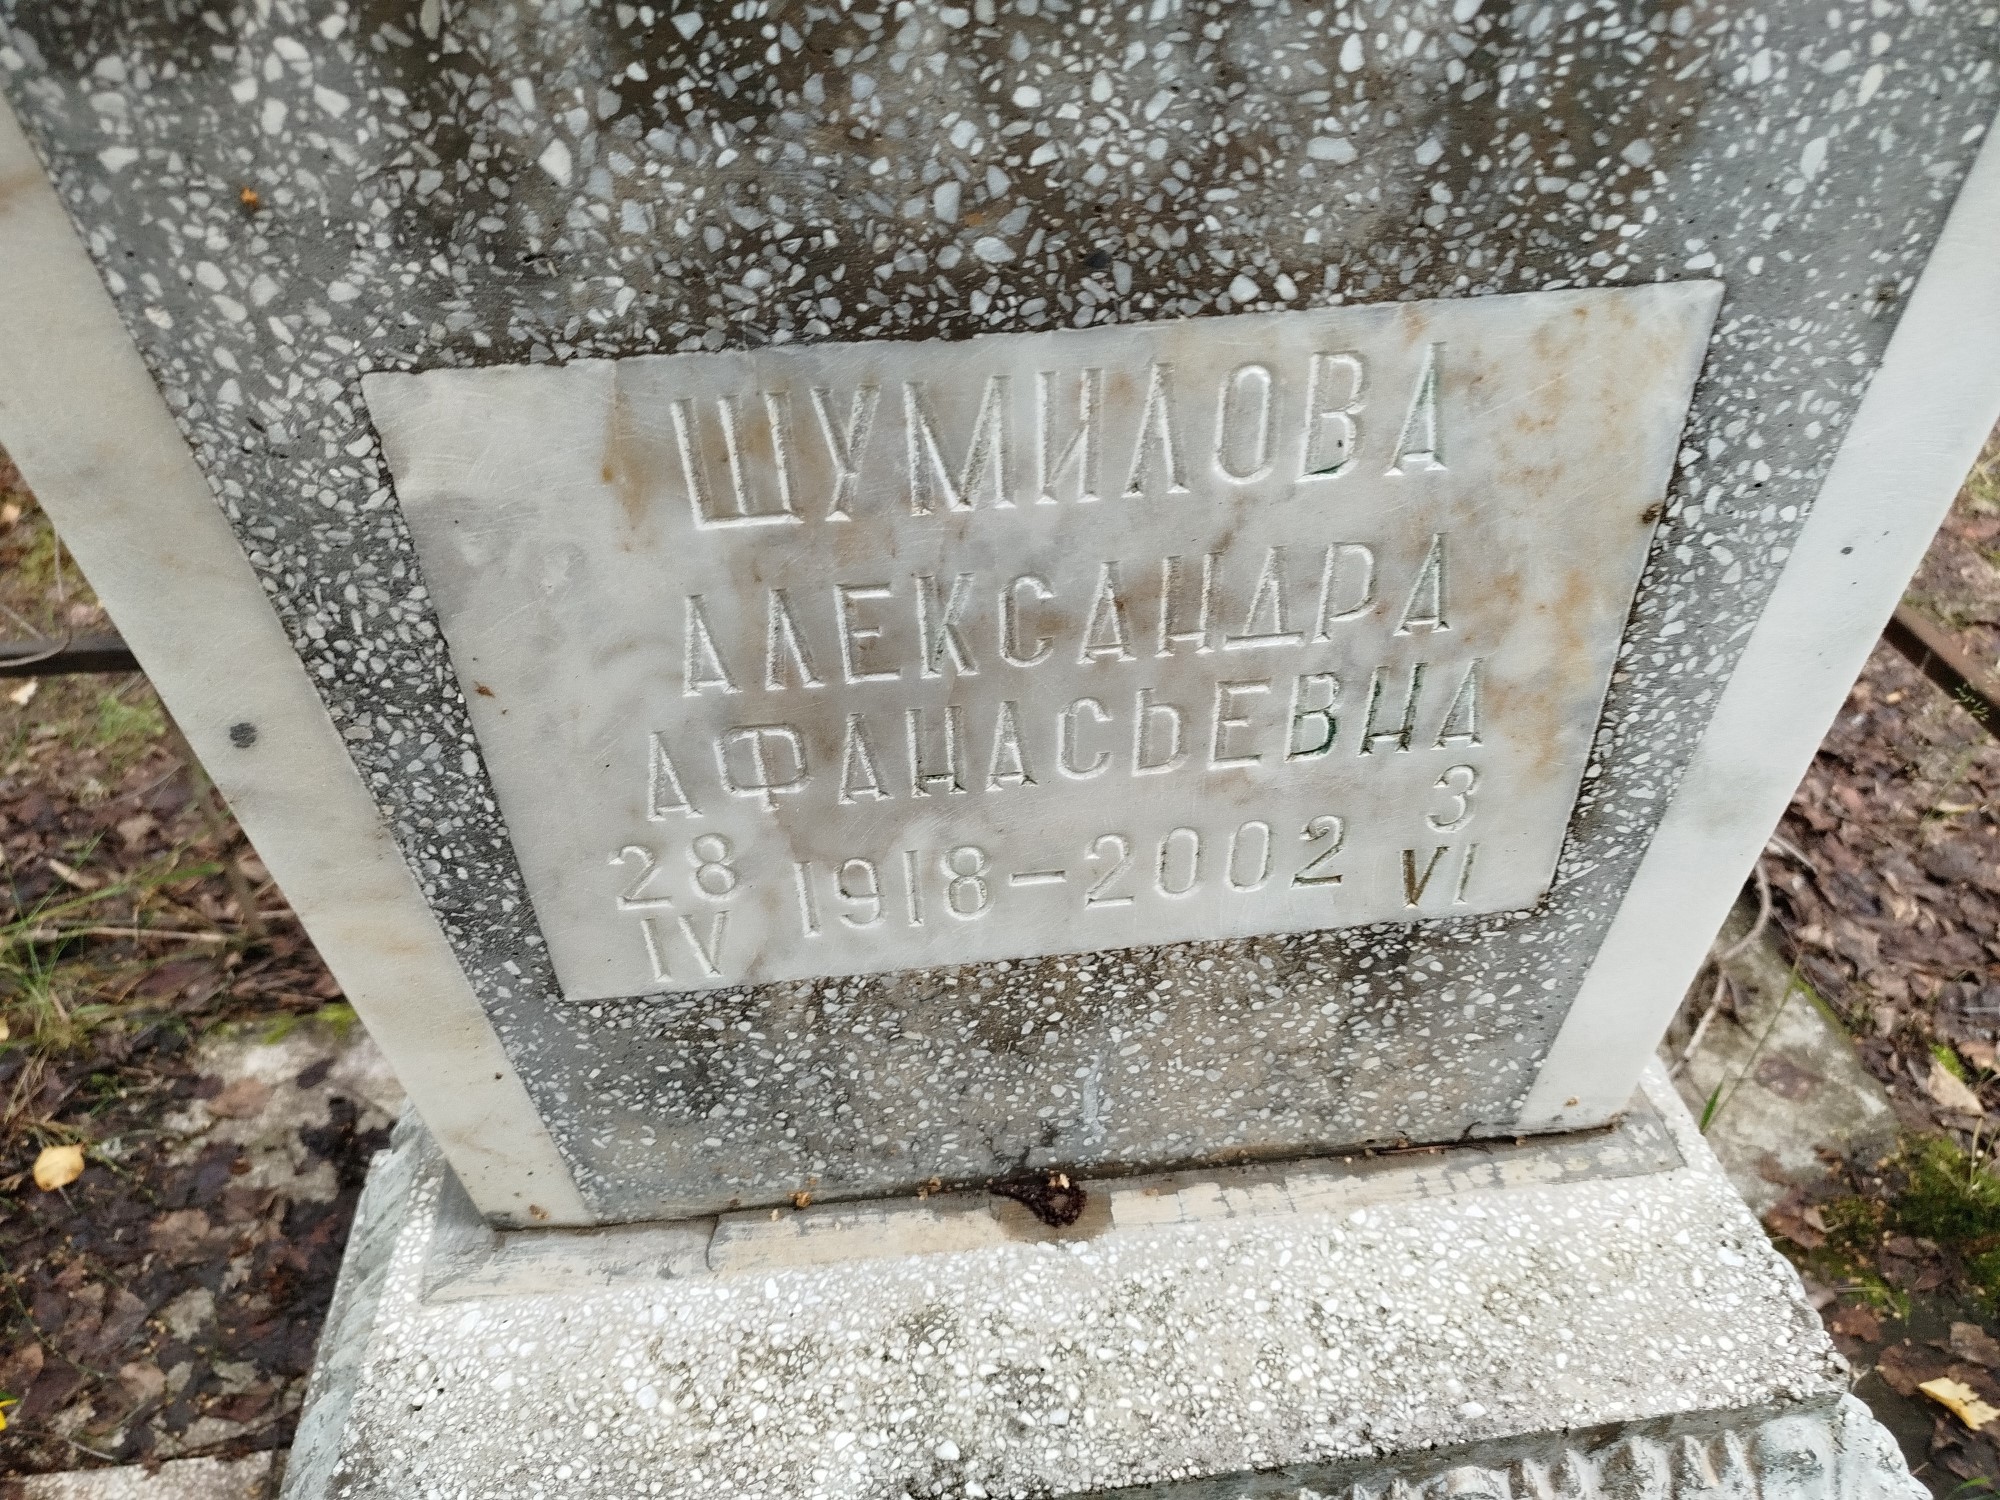 ШУМИЛОВА
АЛЕКСАНДРА
АФАНАСЬЕВНА
28 3
1918-2002
IV VI